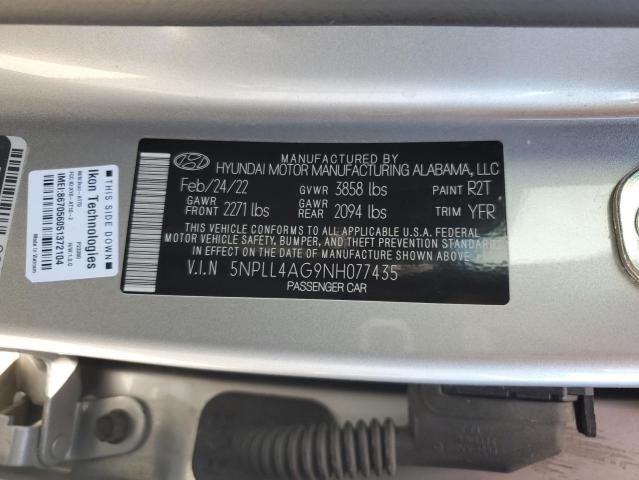 MANUFACTURED BY
HYUNDAI MOTOR MANUFACTURING ALABAMA, LLC
Feb/24/22 GVWR 3858 lbs PAINT R2T
GAWR FRONT 2271 lbs GAWR REAR 2094 lbs TRIM YFR
THIS VEHICLE CONFORMS TO ALL APPLICABLE U.S.A. FEDERAL
MOTOR VEHICLE SAFETY, BUMPER, AND THEFT PREVENTION STANDARDS
IN EFFECT ON THE DATE OF MANUFACTURE SHOWN ABOVE.
V.I.N 5NPLL4AG9NH077435
PASSENGER CAR
THIS SIDE DOWN
Ikon Technologies
H/W:1.0.0
IMEI:867056051372104
Made in Vietnam